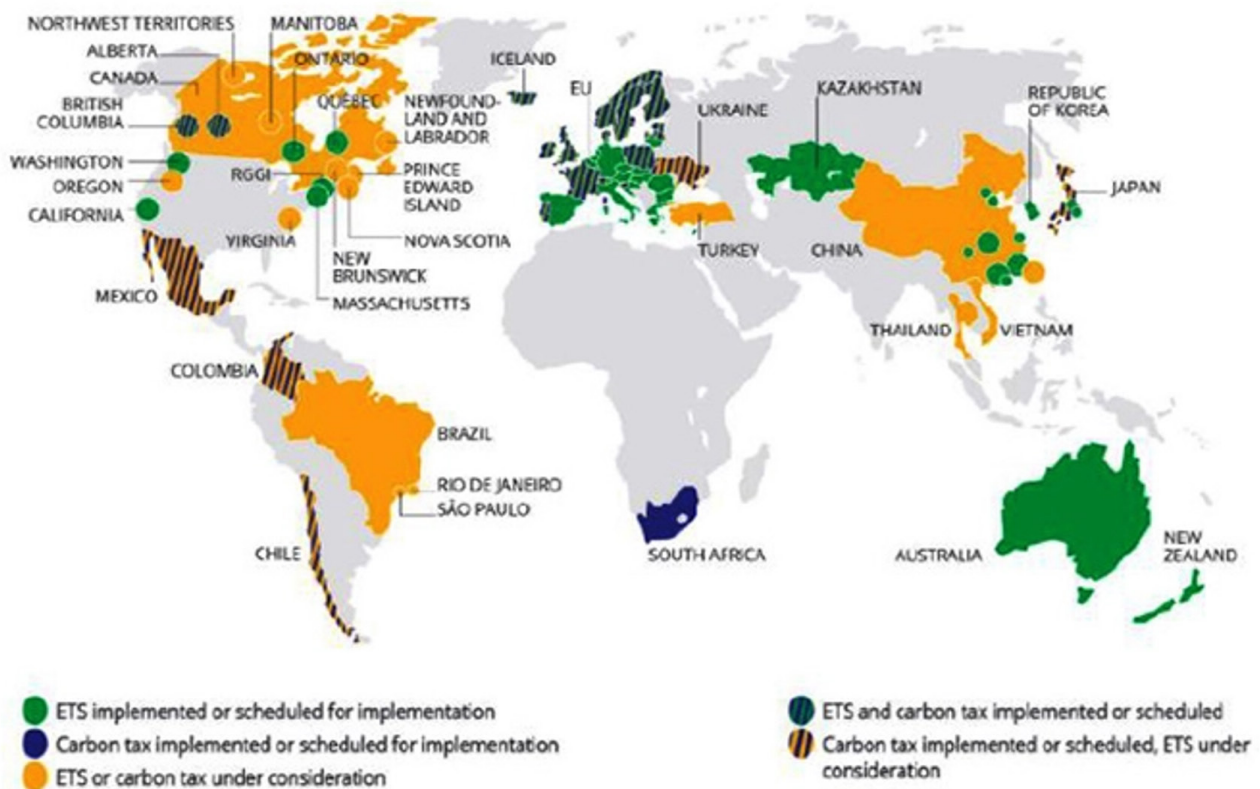 NORTHWEST TERRITORIES
MANITOBA
ALBERTA
ONTARIO
CANADA
QUÉBEC
BRITISH
COLUMBIA
NEWFOUND-
LAND AND
LABRADOR
WASHINGTON
OREGON
CALIFORNIA
RGGI
PRINCE
EDWARD
ISLAND
VIRGINIA
NOVA SCOTIA
NEW
BRUNSWICK
MASSACHUSETTS
MEXICO
COLOMBIA
BRAZIL
RIO DE JANEIRO
SÃO PAULO
CHILE
ICELAND
EU
UKRAINE
KAZAKHSTAN
REPUBLIC
OF KOREA
JAPAN
TURKEY
CHINA
THAILAND
VIETNAM
SOUTH AFRICA
AUSTRALIA
NEW
ZEALAND
ETS implemented or scheduled for implementation
Carbon tax implemented or scheduled for implementation
ETS or carbon tax under consideration
ETS and carbon tax implemented or scheduled
Carbon tax implemented or scheduled, ETS under
consideration